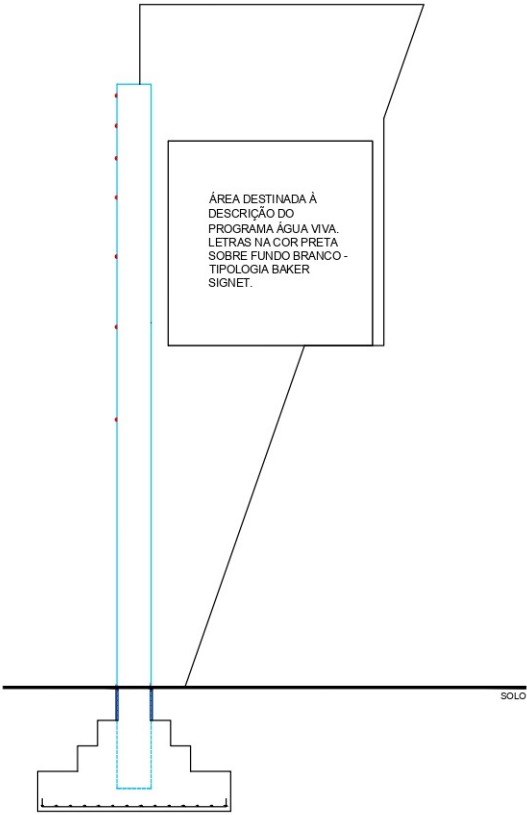 ÁREA DESTINADA À
DESCRIÇÃO DO
PROGRAMA ÁGUA VIVA.
LETRAS NA COR PRETA
SOBRE FUNDO BRANCO -
TIPOLOGIA BAKER
SIGNET.
SOLO